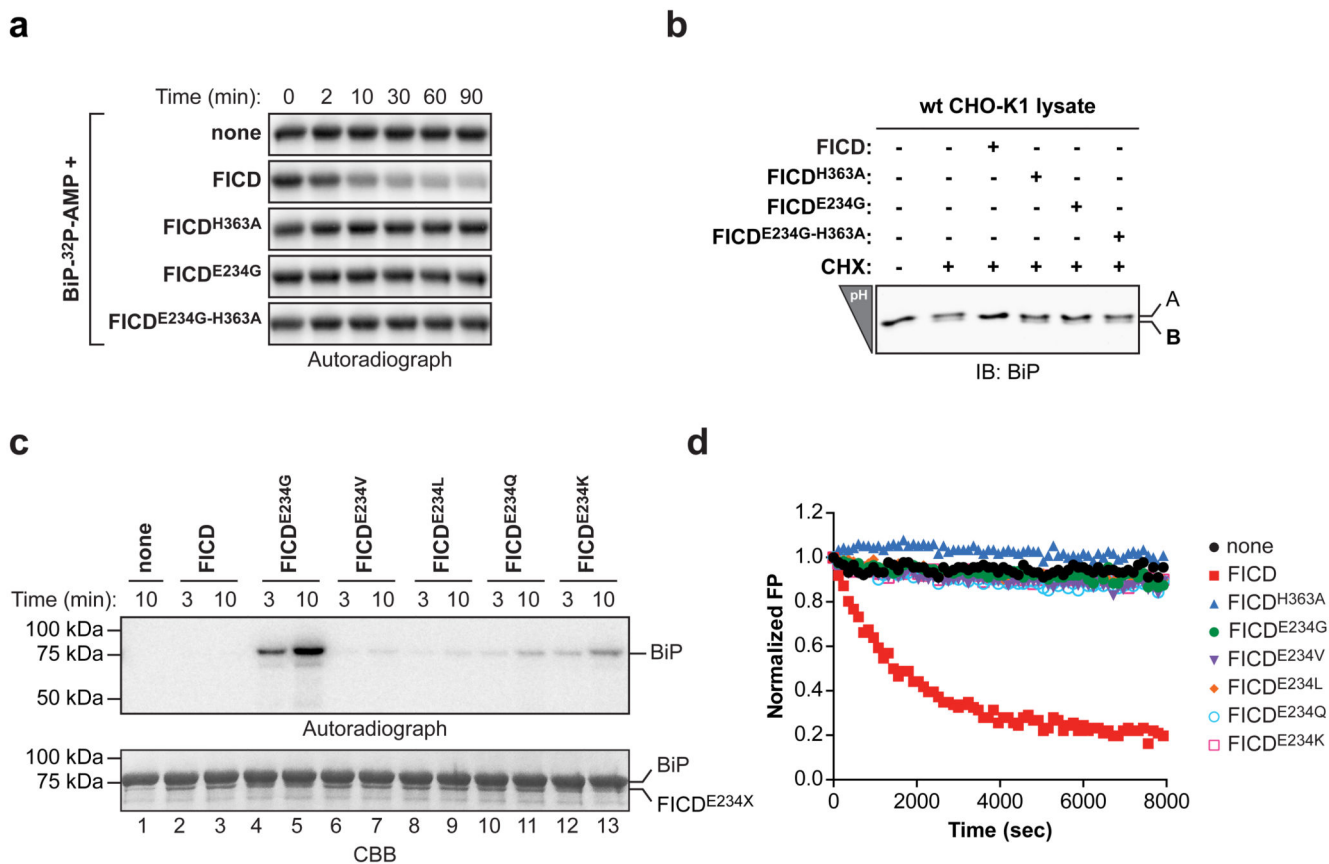 a
Time (min): 0 2 10 30 60 90
BiP-32P-AMP +
none
FICD
FICDH363A
FICDE234G
FICDE234G-H363A
Autoradiograph
b
wt CHO-K1 lysate
FICD: - - + - - -
FICDH363A: - - - + - -
FICDE234G: - - - - + -
FICDE234G-H363A: - - - - - +
CHX: - + + + + +
pH
A
B
IB: BiP
c
none FICD FICDE234G FICDE234V FICDE234L FICDE234Q FICDE234K
Time (min): 10 3 10 3 10 3 10 3 10 3 10 3 10
100 kDa
75 kDa
BiP
50 kDa
Autoradiograph
100 kDa
75 kDa
BiP
FICDE234X
1 2 3 4 5 6 7 8 9 10 11 12 13
CBB
d
Normalized FP
1.2
1.0
0.8
0.6
0.4
0.2
0.0
0 2000 4000 6000 8000
Time (sec)
none
FICD
FICDH363A
FICDE234G
FICDE234V
FICDE234L
FICDE234Q
FICDE234K